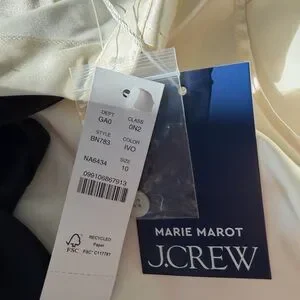 DEPT CLASS
GA0 0N2
STYLE COLOR
BN783 IVO
NA6434 SIZE
10
099106867913
RECYCLED
Paper
FSC
FSC® C117797
MARIE MAROT
J.CREW